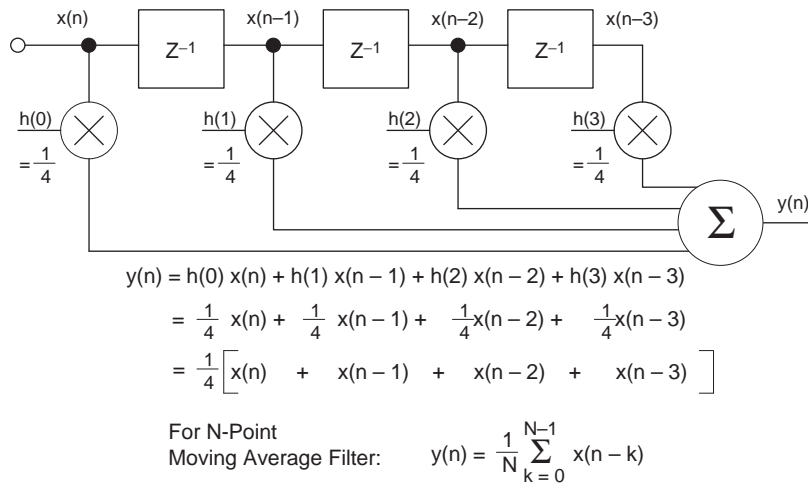 x(n) x(n–1) x(n–2) x(n–3)
Z–1 Z–1 Z–1
h(0) h(1) h(2) h(3)
= 1/4 = 1/4 = 1/4 = 1/4
Σ y(n)
y(n) = h(0) x(n) + h(1) x(n – 1) + h(2) x(n – 2) + h(3) x(n – 3)
= 1/4 x(n) + 1/4 x(n – 1) + 1/4 x(n – 2) + 1/4 x(n – 3)
= 1/4 [ x(n) + x(n – 1) + x(n – 2) + x(n – 3) ]
For N-Point
Moving Average Filter: y(n) = 1/N N–1 Σ k = 0 x(n – k)